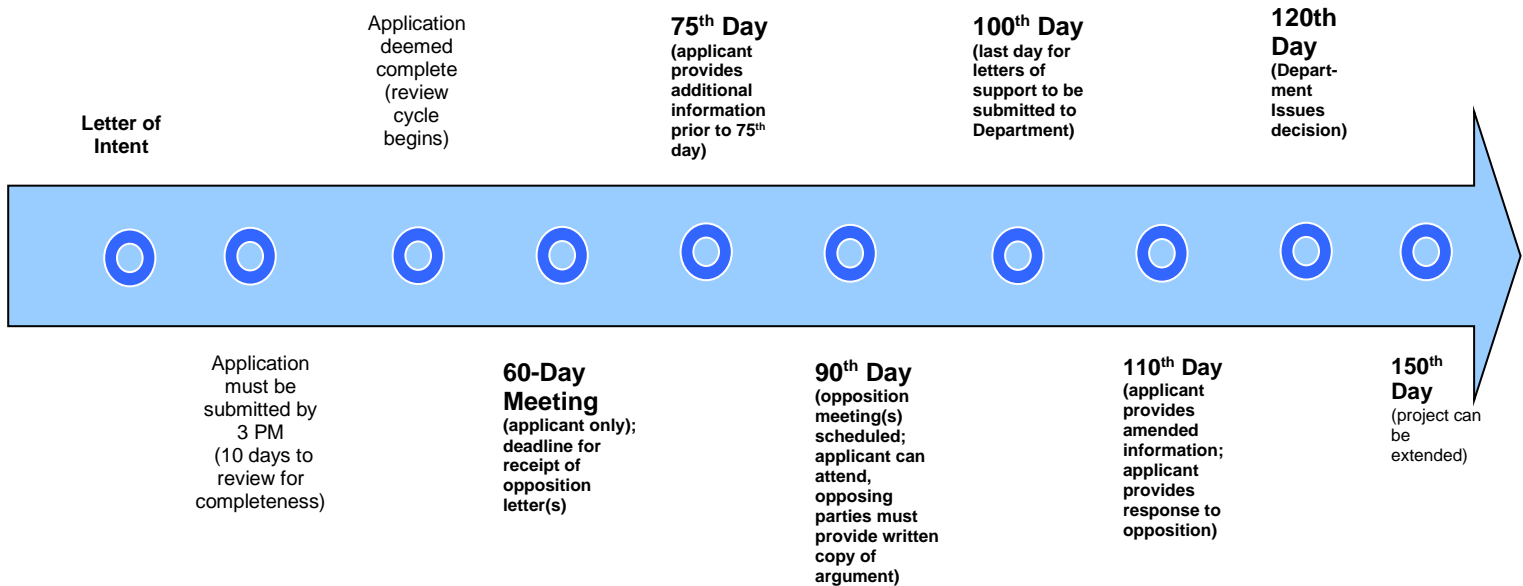 Letter of
Intent
Application
must be
submitted by
3 PM
(10 days to
review for
completeness)
Application
deemed
complete
(review
cycle
begins)
60-Day
Meeting
(applicant only);
deadline for
receipt of
opposition
letter(s)
75th Day
(applicant
provides
additional
information
prior to 75th
day)
90th Day
(opposition
meeting(s)
scheduled;
applicant can
attend,
opposing
parties must
provide written
copy of
argument)
100th Day
(last day for
letters of
support to be
submitted to
Department)
110th Day
(applicant
provides
amended
information;
applicant
provides
response to
opposition)
120th
Day
(Depart-
ment
Issues
decision)
150th
Day
(project can
be
extended)